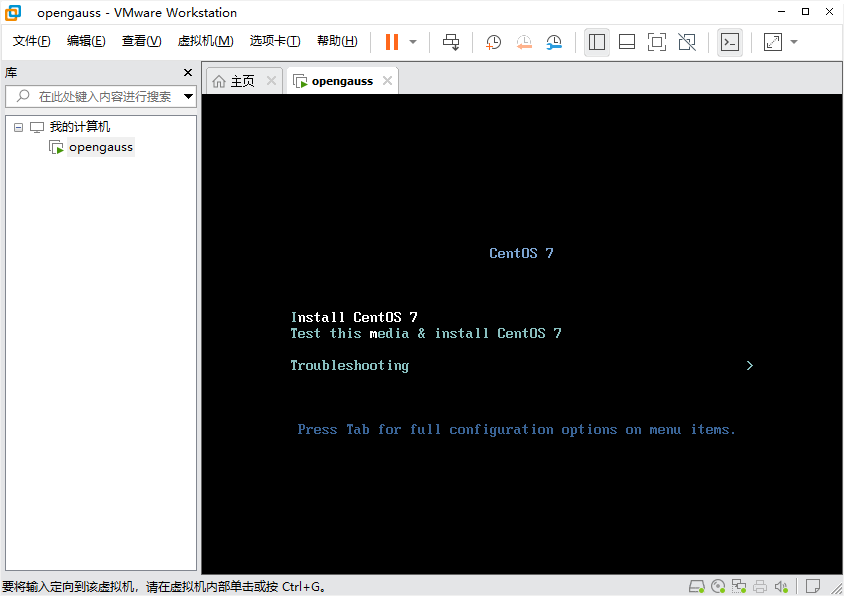 opengauss - VMware Workstation
文件(F) 编辑(E) 查看(V) 虚拟机(M) 选项卡(T) 帮助(H)
库
主页
opengauss
在此处键入内容进行搜索
我的计算机
opengauss
CentOS 7
Install CentOS 7
Test this media & install CentOS 7
Troubleshooting >
Press Tab for full configuration options on menu items.
要将输入定向到该虚拟机，请在虚拟机内部单击或按 Ctrl+G。